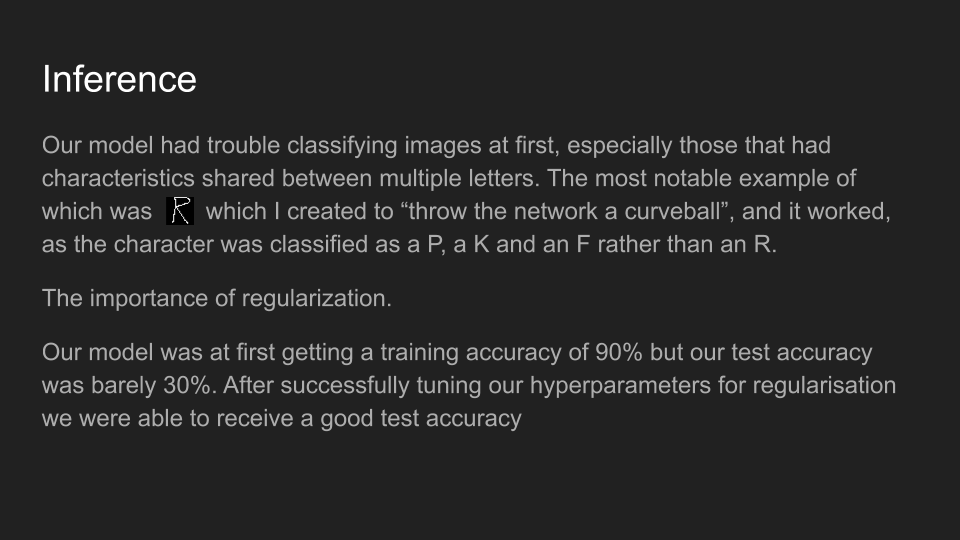 Inference
Our model had trouble classifying images at first, especially those that had
characteristics shared between multiple letters. The most notable example of
which was R which I created to “throw the network a curveball”, and it worked,
as the character was classified as a P, a K and an F rather than an R.
The importance of regularization.
Our model was at first getting a training accuracy of 90% but our test accuracy
was barely 30%. After successfully tuning our hyperparameters for regularisation
we were able to receive a good test accuracy